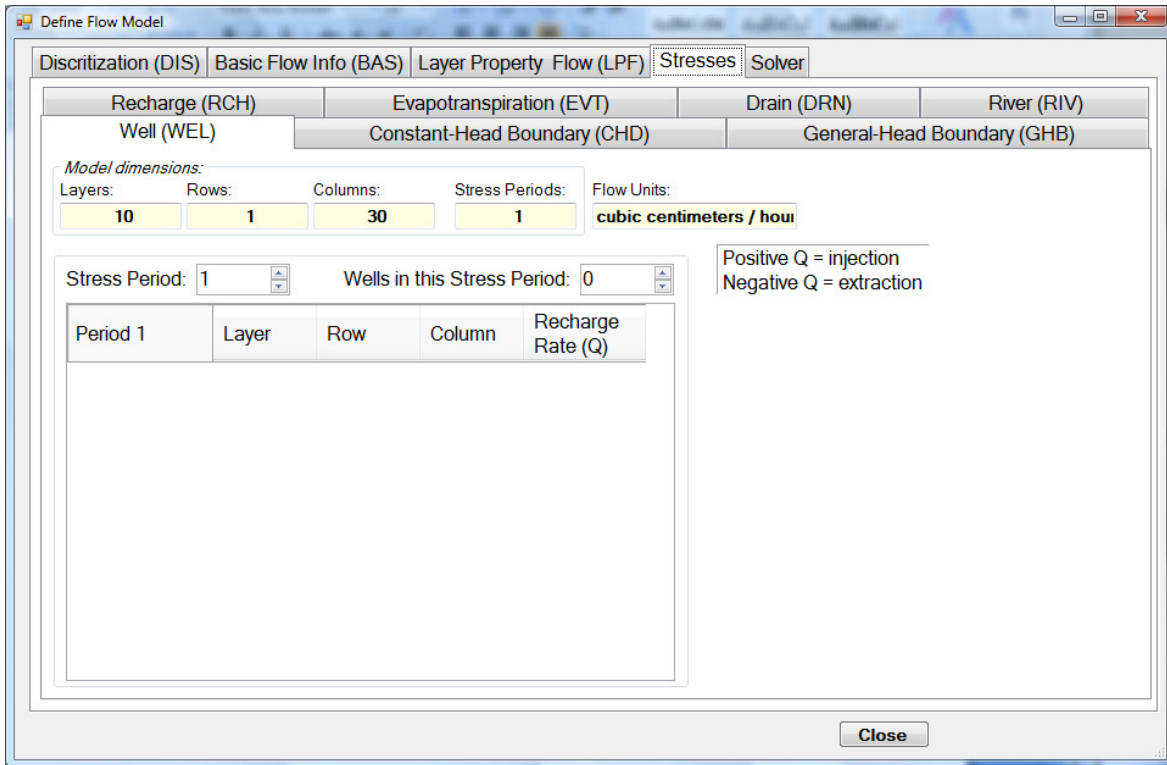 Define Flow Model
Discritization (DIS) Basic Flow Info (BAS) Layer Property Flow (LPF) Stresses Solver
Recharge (RCH) Evapotranspiration (EVT) Drain (DRN) River (RIV)
Well (WEL) Constant-Head Boundary (CHD) General-Head Boundary (GHB)
Model dimensions:
Layers: Rows: Columns: Stress Periods: Flow Units:
10 1 30 1 cubic centimeters / hour
Positive Q = injection
Negative Q = extraction
Stress Period: 1 Wells in this Stress Period: 0
Period 1 Layer Row Column Recharge
Rate (Q)
Close